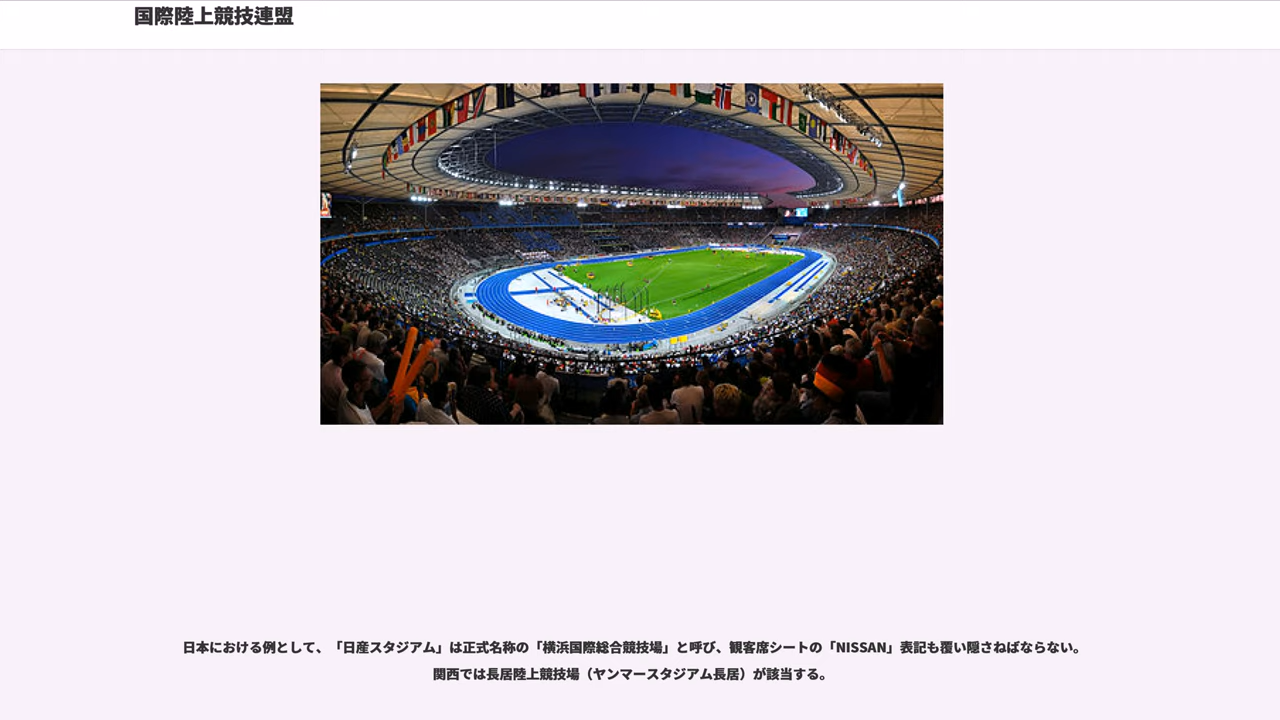 国際陸上競技連盟
日本における例として、「日産スタジアム」は正式名称の「横浜国際総合競技場」と呼び、観客席シートの「NISSAN」表記も覆い隠さねばならない。
関西では長居陸上競技場（ヤンマースタジアム長居）が該当する。